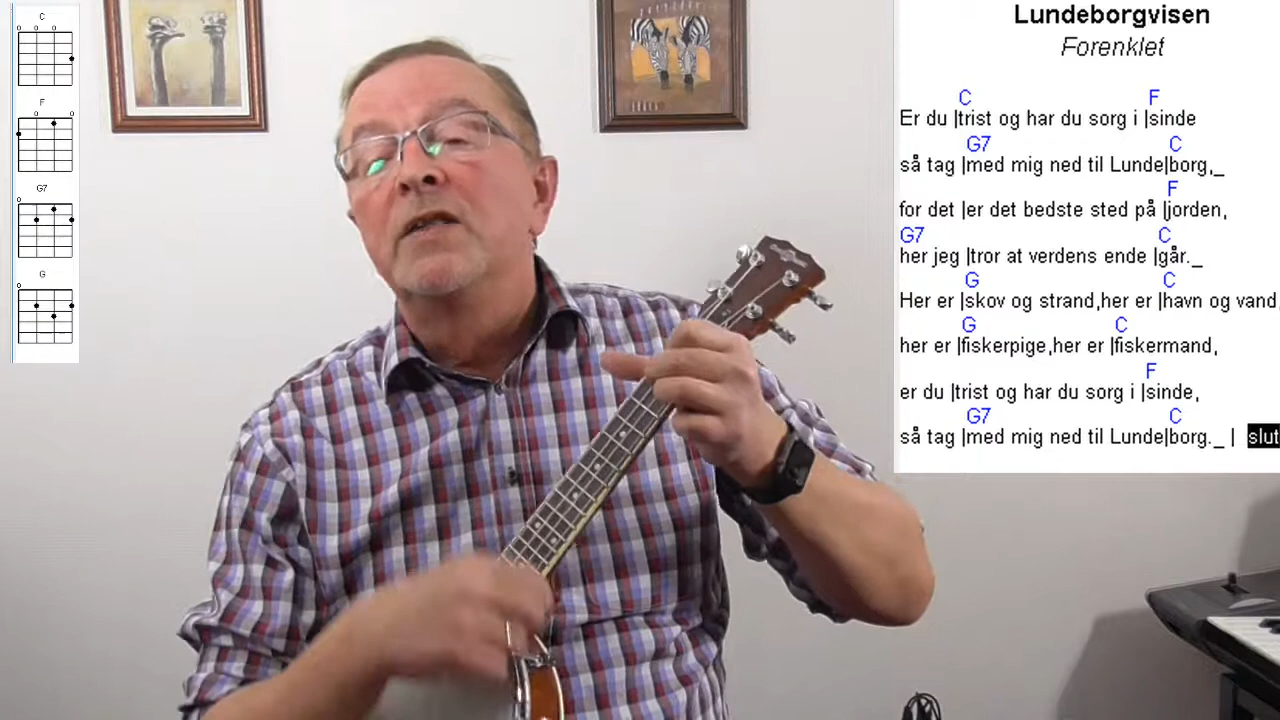 C
o o o
F
o o
G7
o
G
o
Lundeborgvisen
Forenklet
C F
Er du |trist og har du sorg i |sinde
G7 C
så tag |med mig ned til Lunde|borg,_
F
for det |er det bedste sted på |jorden,
G7 C
her jeg |tror at verdens ende |går._
G C
Her er |skov og strand,her er |havn og vand,
G C
her er |fiskerpige,her er |fiskermand,
F
er du |trist og har du sorg i |sinde,
G7 C
så tag |med mig ned til Lunde|borg._ | slut